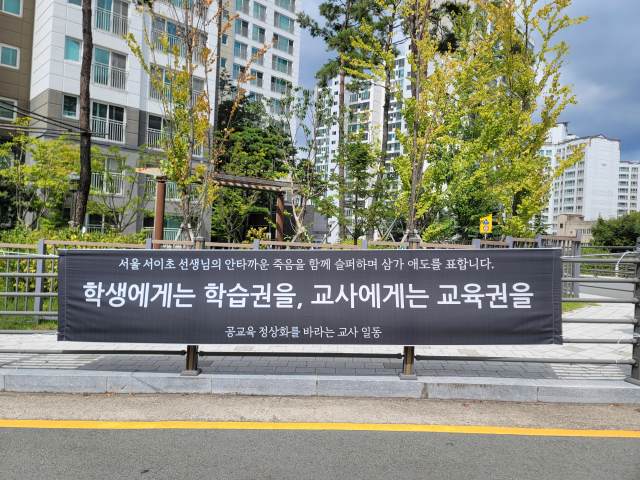 서울 서이초 선생님의 안타까운 죽음을 함께 슬퍼하며 삼가 애도를 표합니다.
학생에게는 학습권을, 교사에게는 교육권을
공교육 정상화를 바라는 교사 일동